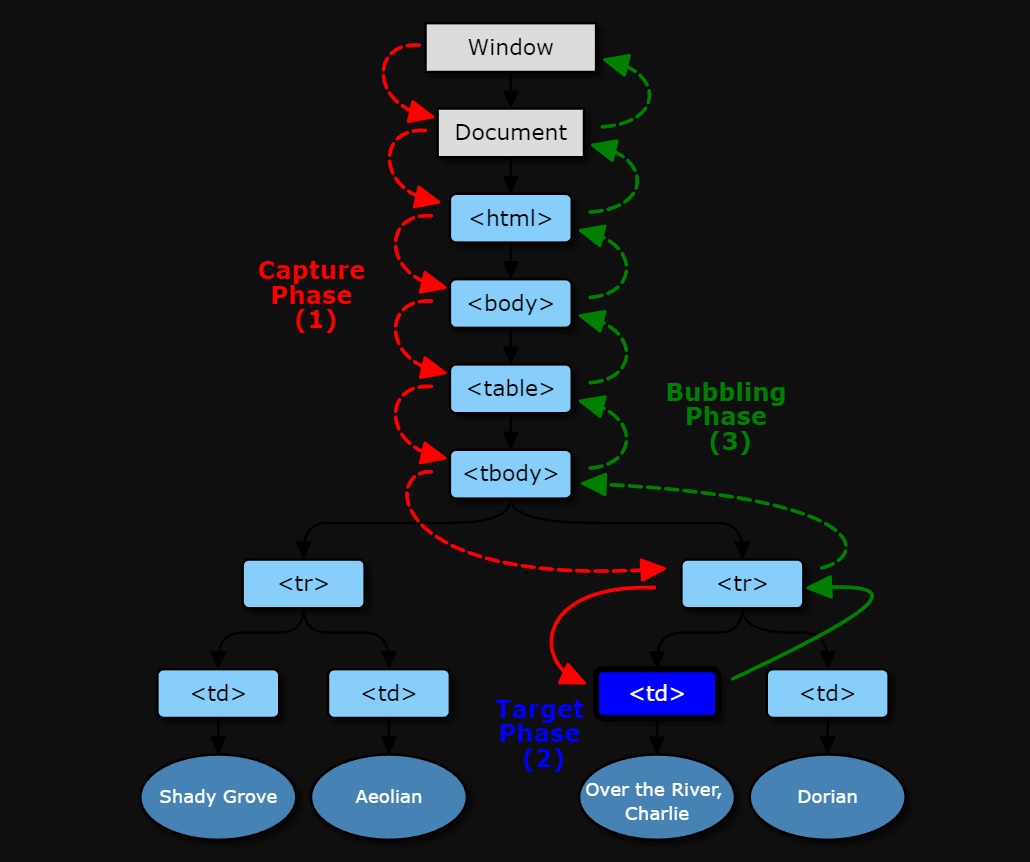 Window
Document
<html>
Capture
Phase
(1)
<body>
<table>
Bubbling
Phase
(3)
<tbody>
<tr>
<tr>
<td>
<td>
<td>
<td>
Target
Phase
(2)
Shady Grove
Aeolian
Over the River,
Charlie
Dorian